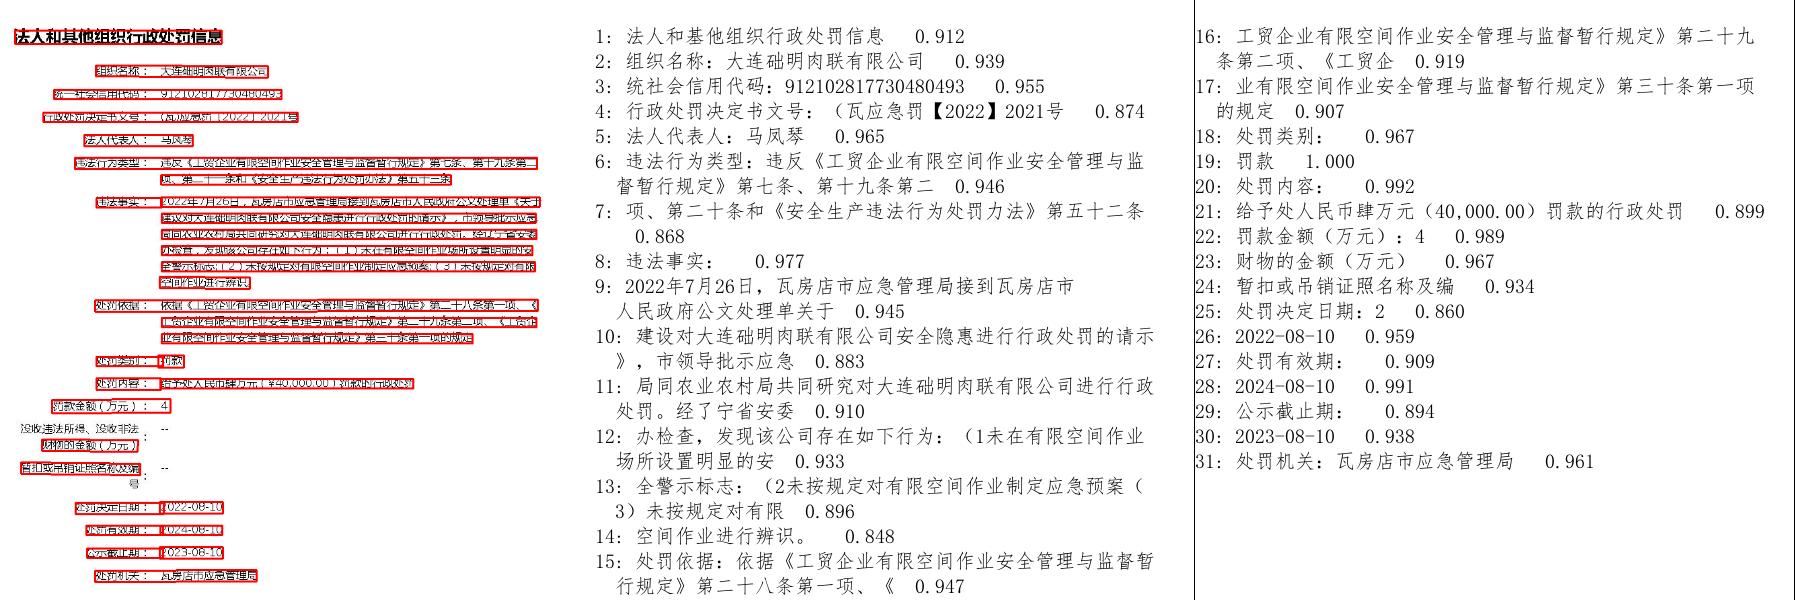 法人和其他组织行政处罚信息
组织名称： 大连础明肉联有限公司
统一社会信用代码： 912102817730480493
行政处罚决定书文号： （瓦)应急罚［2022］2021号
法人代表人： 马凤琴
违法行为类型： 违反《工贸企业有限空间作业安全管理与监督暂行规定》第七条、第十九条第二
项、第二十一条和《安全生产违法行为处罚办法》第五十三条
违法事实： 2022年7月26日，瓦房店市应急管理局接到瓦房店市人民政府公文处理单《关于
建议对大连础明肉联有限公司安全隐患进行行政处罚的请示》，市领导批示应急
局同农业农村局共同研究对大连础明肉联有限公司进行行政处罚。经辽宁省安委
办检查，发现该公司存在如下行为：（1）未在有限空间作业场所设置明显的安
全警示标志;（2）未按规定对有限空间作业制定应急预案;（3）未按规定对有限
空间作业进行辨识。
处罚依据： 依据《工贸企业有限空间作业安全管理与监督暂行规定》第二十八条第一项、《
工贸企业有限空间作业安全管理与监督暂行规定》第二十九条第二项、《工贸企
业有限空间作业安全管理与监督暂行规定》第三十条第一项的规定
处罚类别： 罚款
处罚内容： 给予处人民币肆万元（¥40,000.00）罚款的行政处罚
罚款金额（万元）： 4
没收违法所得、没收非法
财物的金额（万元）： --
暂扣或吊销证照名称及编
号： --
处罚决定日期： 2022-08-10
处罚有效期： 2024-08-10
公示截止期： 2023-08-10
处罚机关： 瓦房店市应急管理局
1: 法人和基他组织行政处罚信息 0.912
2: 组织名称: 大连础明肉联有限公司 0.939
3: 统社会信用代码: 912102817730480493 0.955
4: 行政处罚决定书文号: （瓦应急罚【2022】2021号 0.874
5: 法人代表人: 马凤琴 0.965
6: 违法行为类型: 违反《工贸企业有限空间作业安全管理与监
督暂行规定》第七条、第十九条第二 0.946
7: 项、第二十条和《安全生产违法行为处罚力法》第五十二条
0.868
8: 违法事实: 0.977
9: 2022年7月26日，瓦房店市应急管理局接到瓦房店市
人民政府公文处理单关于 0.945
10: 建设对大连础明肉联有限公司安全隐惠进行行政处罚的请示
》，市领导批示应急 0.883
11: 局同农业农村局共同研究对大连础明肉联有限公司进行行政
处罚。经了宁省安委 0.910
12: 办检查，发现该公司存在如下行为: （1未在有限空间作业
场所设置明显的安 0.933
13: 全警示标志: （2未按规定对有限空间作业制定应急预案（
3）未按规定对有限 0.896
14: 空间作业进行辨识。 0.848
15: 处罚依据: 依据《工贸企业有限空间作业安全管理与监督暂
行规定》第二十八条第一项、《 0.947
16: 工贸企业有限空间作业安全管理与监督暂行规定》第二十九
条第二项、《工贸企 0.919
17: 业有限空间作业安全管理与监督暂行规定》第三十条第一项
的规定 0.907
18: 处罚类别: 0.967
19: 罚款 1.000
20: 处罚内容: 0.992
21: 给予处人民币肆万元（40,000.00）罚款的行政处罚 0.899
22: 罚款金额（万元）: 4 0.989
23: 财物的金额（万元） 0.967
24: 暂扣或吊销证照名称及编 0.934
25: 处罚决定日期: 2 0.860
26: 2022-08-10 0.959
27: 处罚有效期: 0.909
28: 2024-08-10 0.991
29: 公示截止期: 0.894
30: 2023-08-10 0.938
31: 处罚机关: 瓦房店市应急管理局 0.961